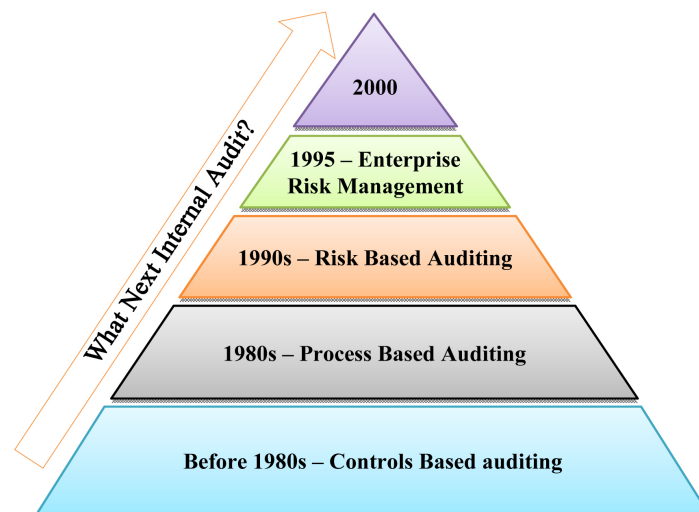 2000
1995 – Enterprise
Risk Management
1990s – Risk Based Auditing
1980s – Process Based Auditing
Before 1980s – Controls Based auditing
What Next Internal Audit?